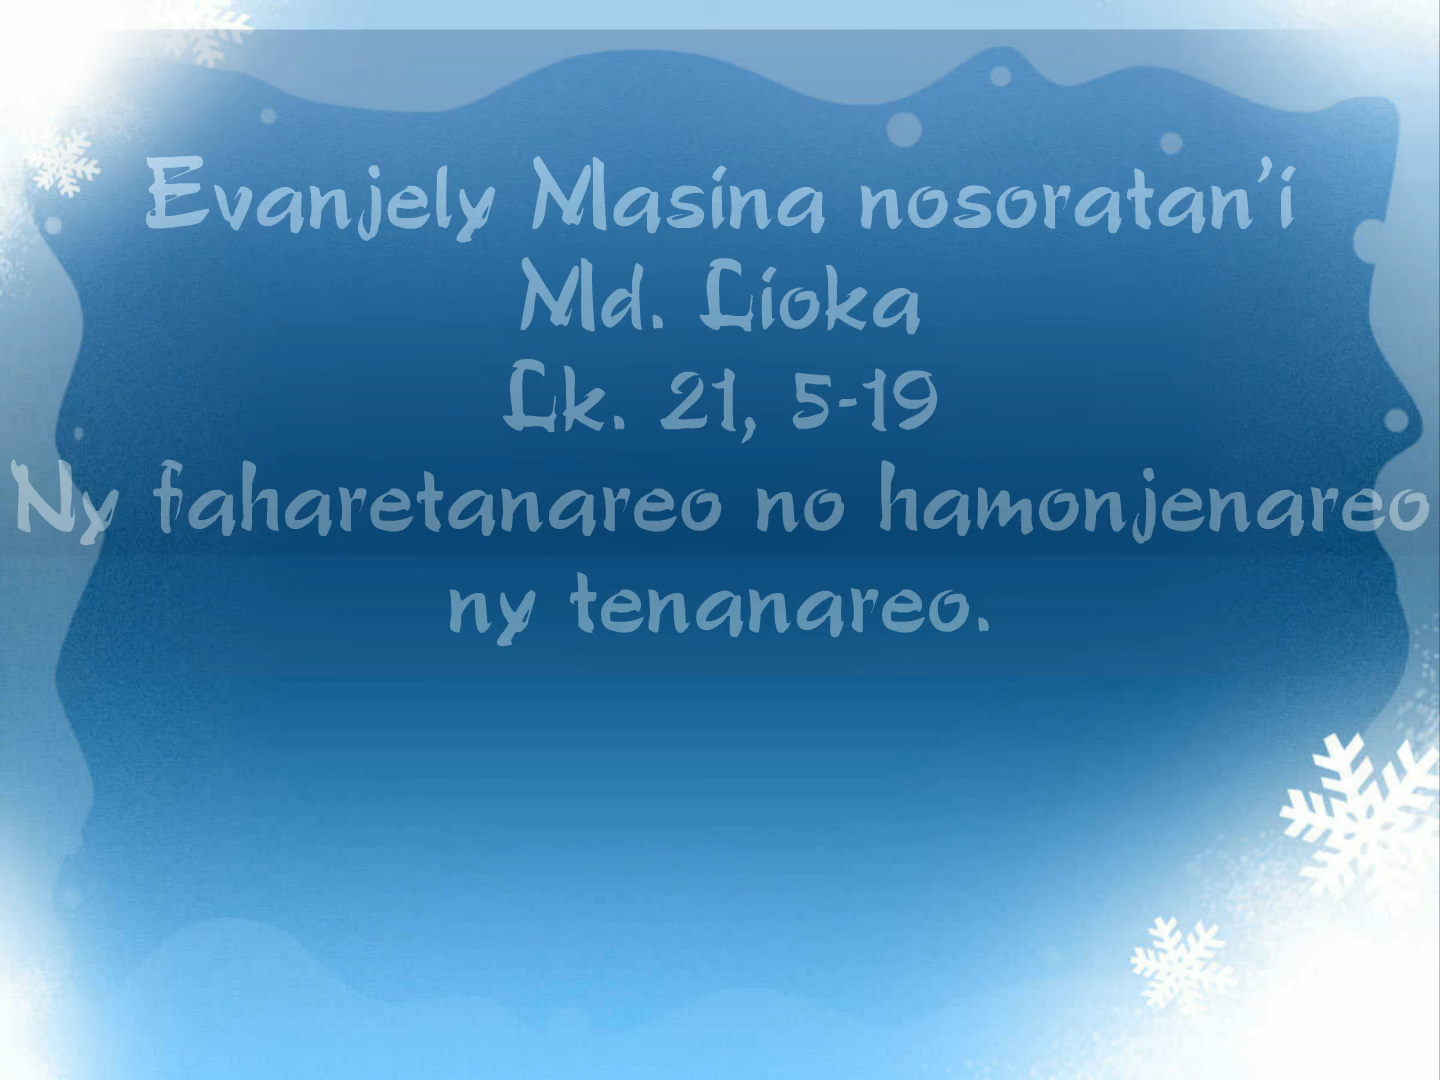 Evanjely Masina nosoratan’i
Md. Lioka
Lk. 21, 5-19
Ny faharetanareo no hamonjenareo
ny tenanareo.